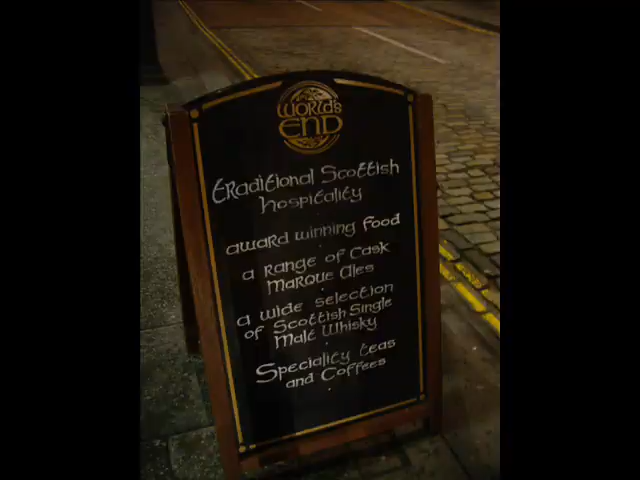 WORLD'S
END
traditional Scottish
hospitality
award winning food
a range of Cask
Marque Ales
a wide selection
of Scottish Single
Malt Whisky
Speciality teas
and Coffees